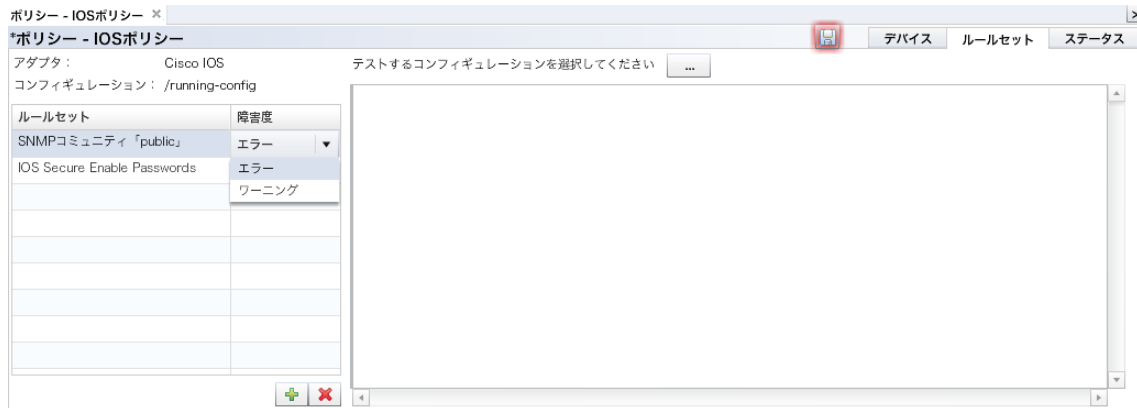 ポリシー - IOSポリシー
*ポリシー - IOSポリシー
デバイス ルールセット ステータス
アダプタ： Cisco IOS
テストするコンフィギュレーションを選択してください ...
コンフィギュレーション： /running-config
ルールセット 障害度
SNMPコミュニティ「public」 エラー
IOS Secure Enable Passwords エラー
ワーニング